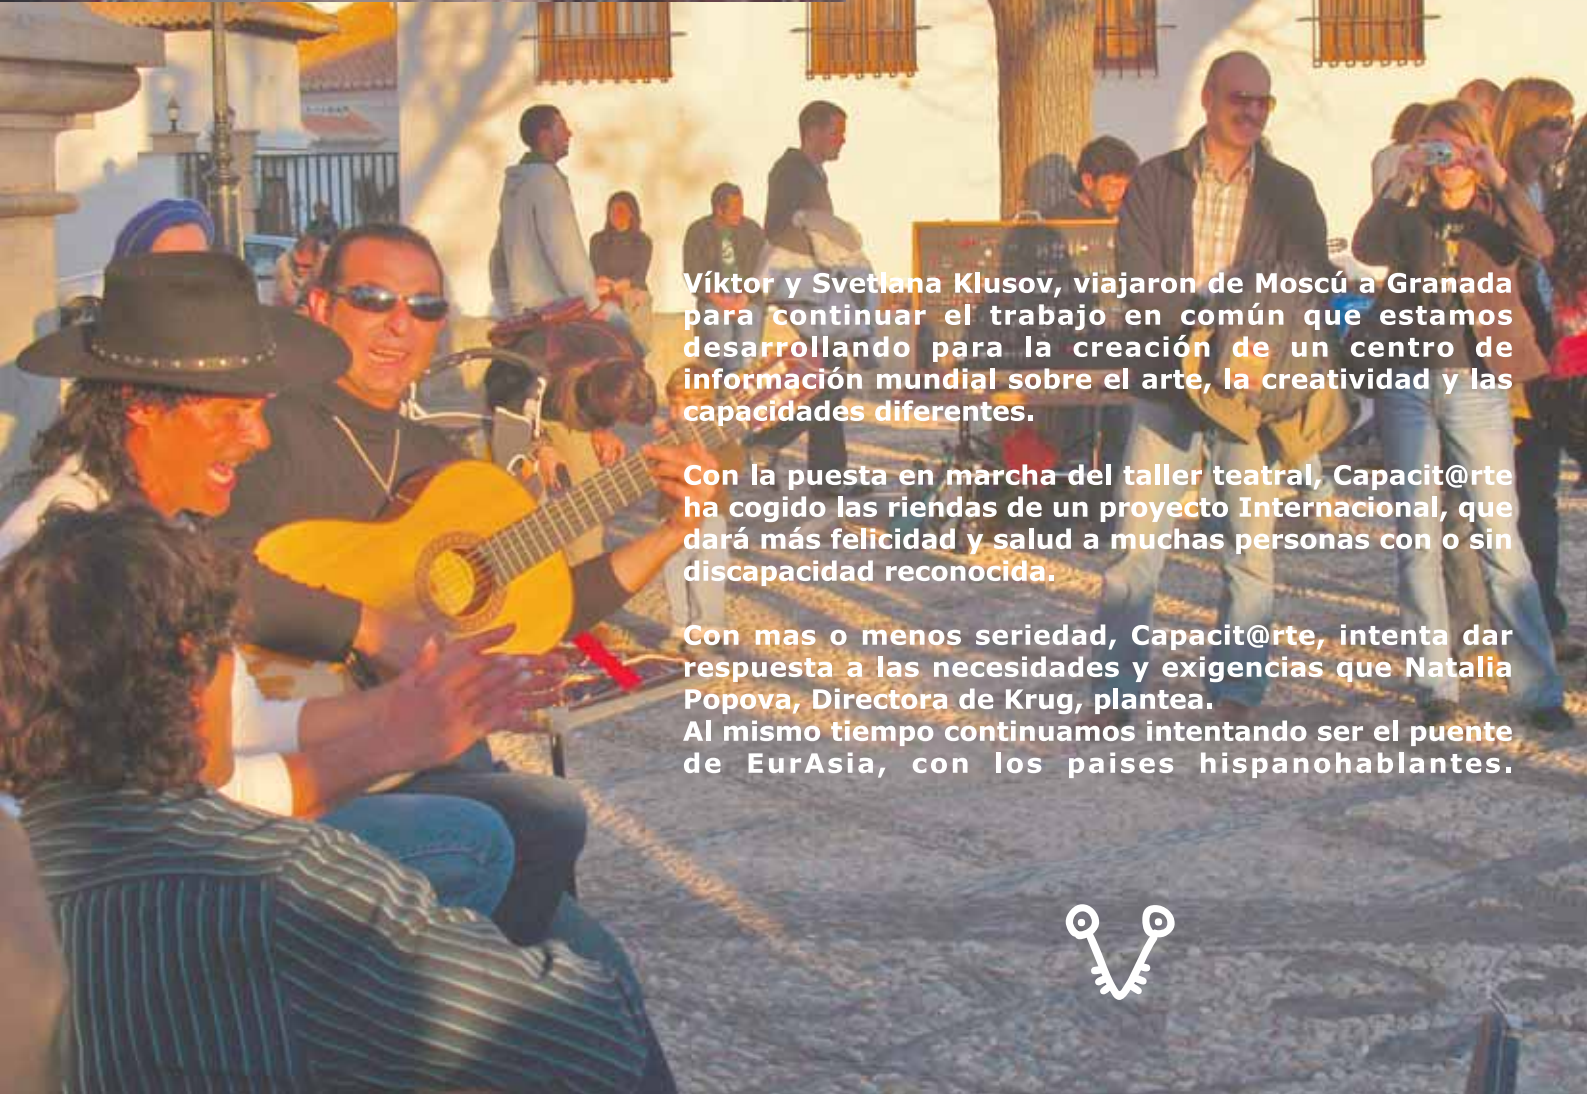 Víktor y Svetlana Klusov, viajaron de Moscú a Granada
para continuar el trabajo en común que estamos
desarrollando para la creación de un centro de
información mundial sobre el arte, la creatividad y las
capacidades diferentes.
Con la puesta en marcha del taller teatral, Capacit@rte
ha cogido las riendas de un proyecto Internacional, que
dará más felicidad y salud a muchas personas con o sin
discapacidad reconocida.
Con mas o menos seriedad, Capacit@rte, intenta dar
respuesta a las necesidades y exigencias que Natalia
Popova, Directora de Krug, plantea.
Al mismo tiempo continuamos intentando ser el puente
de EurAsia, con los paises hispanohablantes.